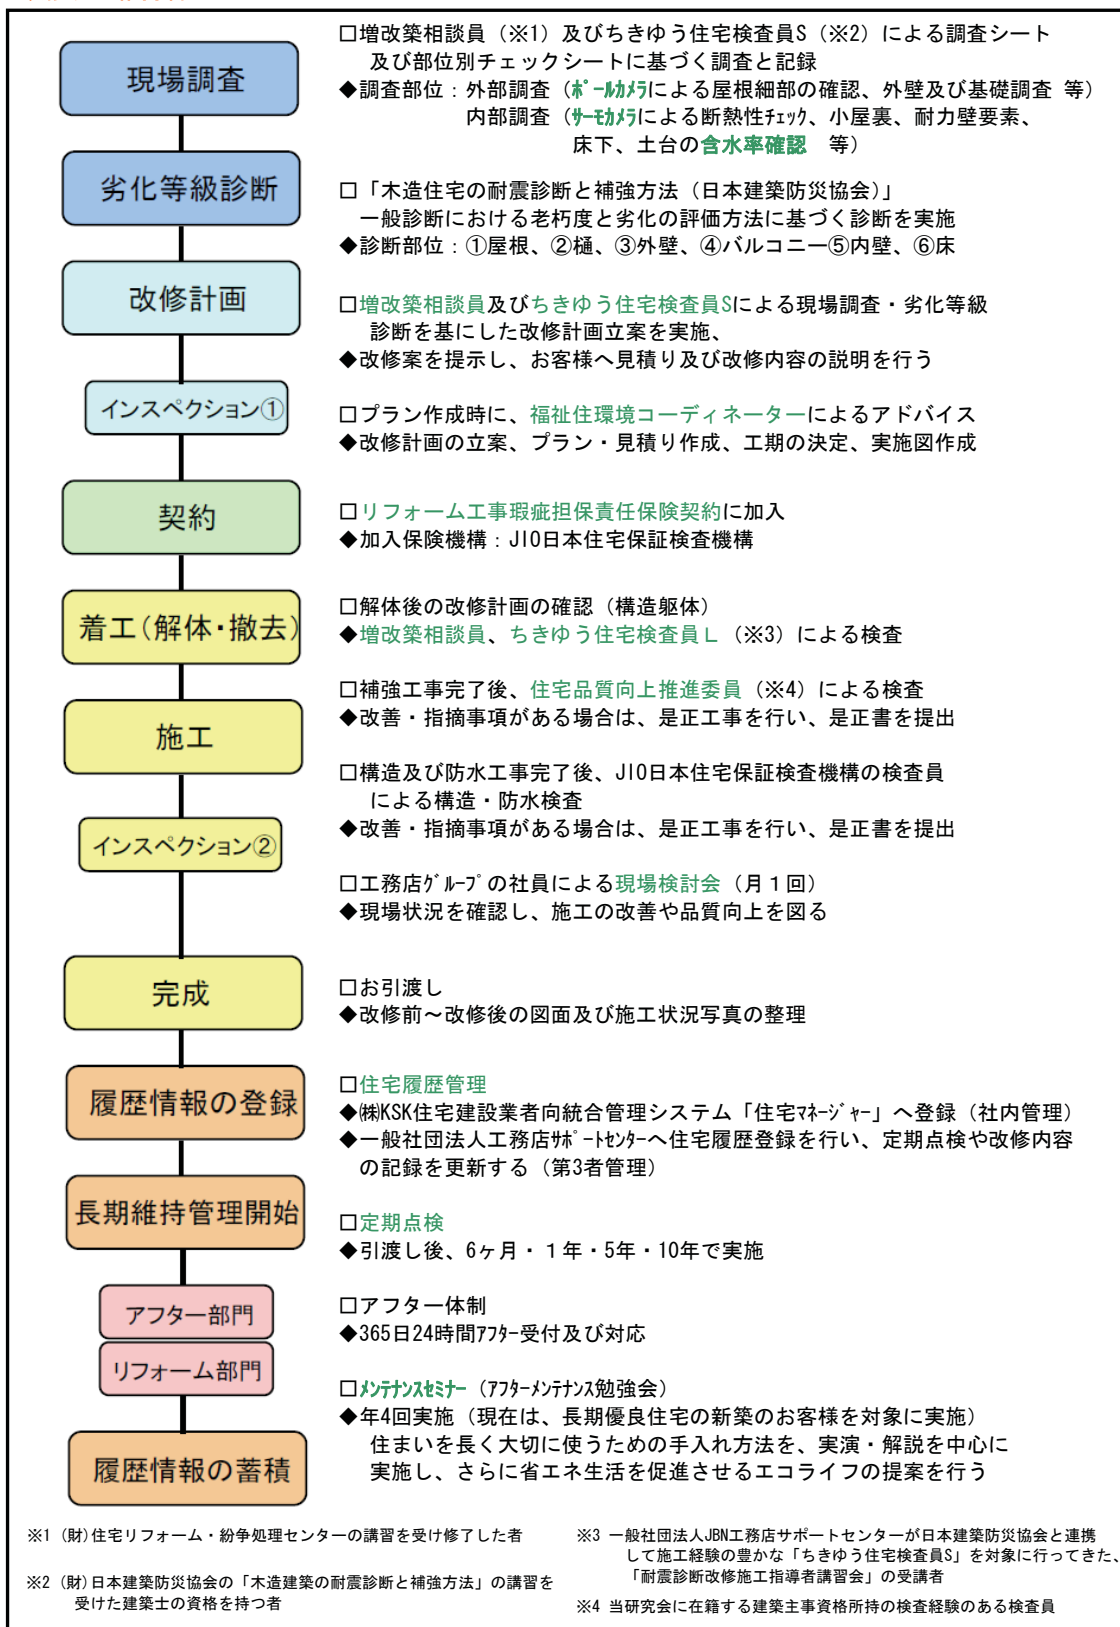 現場調査
□増改築相談員（※1）及びちきゆう住宅検査員S（※2）による調査シート
及び部位別チェックシートに基づく調査と記録
◆調査部位：外部調査（ﾎﾟｰﾙｶﾒﾗによる屋根細部の確認、外壁及び基礎調査 等）
内部調査（ｻｰﾓｶﾒﾗによる断熱性ﾁｪｯｸ、小屋裏、耐力壁要素、
床下、土台の含水率確認　等）
劣化等級診断
□「木造住宅の耐震診断と補強方法（日本建築防災協会）」
一般診断における老朽度と劣化の評価方法に基づく診断を実施
◆診断部位：①屋根、②樋、③外壁、④バルコニー⑤内壁、⑥床
改修計画
□増改築相談員及びちきゆう住宅検査員Sによる現場調査・劣化等級
診断を基にした改修計画立案を実施、
◆改修案を提示し、お客様へ見積り及び改修内容の説明を行う
インスペクション①
□プラン作成時に、福祉住環境コーディネーターによるアドバイス
◆改修計画の立案、プラン・見積り作成、工期の決定、実施図作成
契約
□リフォーム工事瑕疵担保責任保険契約に加入
◆加入保険機構：JIO日本住宅保証検査機構
着工（解体・撤去）
□解体後の改修計画の確認（構造躯体）
◆増改築相談員、ちきゆう住宅検査員Ｌ（※3）による検査
施工
□補強工事完了後、住宅品質向上推進委員（※4）による検査
◆改善・指摘事項がある場合は、是正工事を行い、是正書を提出
□構造及び防水工事完了後、JIO日本住宅保証検査機構の検査員
による構造・防水検査
◆改善・指摘事項がある場合は、是正工事を行い、是正書を提出
インスペクション②
□工務店ｸﾞﾙｰﾌﾟの社員による現場検討会（月１回）
◆現場状況を確認し、施工の改善や品質向上を図る
完成
□お引渡し
◆改修前～改修後の図面及び施工状況写真の整理
履歴情報の登録
□住宅履歴管理
◆㈱KSK住宅建設業者向統合管理システム「住宅ﾏﾈｰｼﾞｬｰ」へ登録（社内管理）
◆一般社団法人工務店ｻﾎﾟｰﾄｾﾝﾀｰへ住宅履歴登録を行い、定期点検や改修内容
の記録を更新する（第3者管理）
長期維持管理開始
□定期点検
◆引渡し後、6ヶ月・１年・5年・10年で実施
アフター部門
□アフター体制
◆365日24時間ｱﾌﾀｰ受付及び対応
リフォーム部門
□ﾒﾝﾃﾅﾝｽｾﾐﾅｰ（ｱﾌﾀｰﾒﾝﾃﾅﾝｽ勉強会）
◆年4回実施（現在は、長期優良住宅の新築のお客様を対象に実施）
住まいを長く大切に使うための手入れ方法を、実演・解説を中心に
実施し、さらに省エネ生活を促進させるエコライフの提案を行う
履歴情報の蓄積
※1 (財)住宅リフォーム・紛争処理センターの講習を受け修了した者
※2 (財)日本建築防災協会の「木造建築の耐震診断と補強方法」の講習を
受けた建築士の資格を持つ者
※3 一般社団法人JBN工務店サポートセンターが日本建築防災協会と連携
して施工経験の豊かな「ちきゆう住宅検査員S」を対象に行ってきた、
「耐震診断改修施工指導者講習会」の受講者
※4 当研究会に在籍する建築主事資格所持の検査経験のある検査員